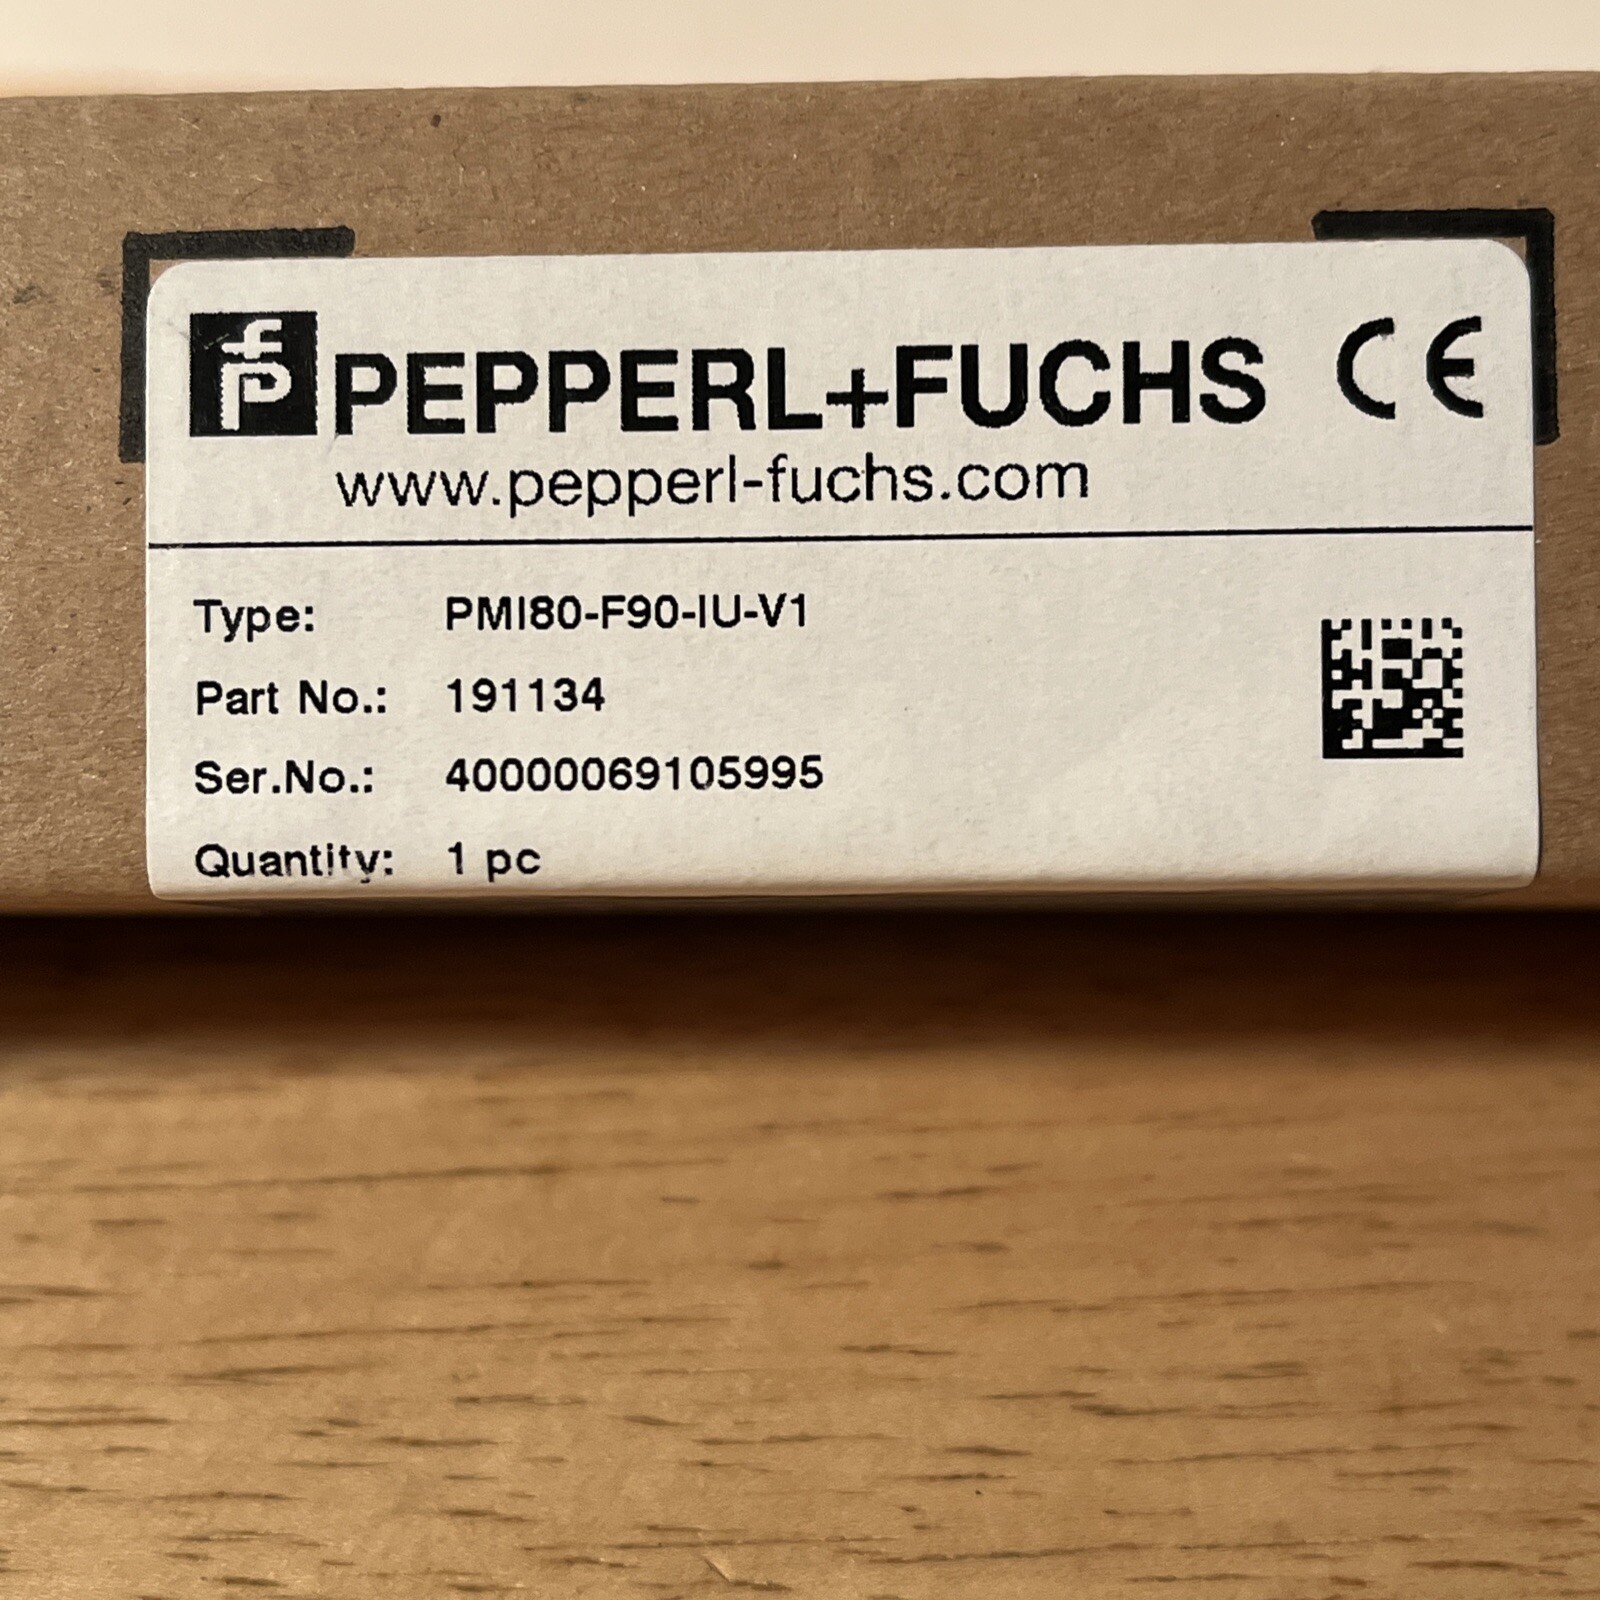 fp PEPPERL+FUCHS CE
www.pepperl-fuchs.com
Type: PMI80-F90-IU-V1
Part No.: 191134
Ser.No.: 40000069105995
Quantity: 1 pc